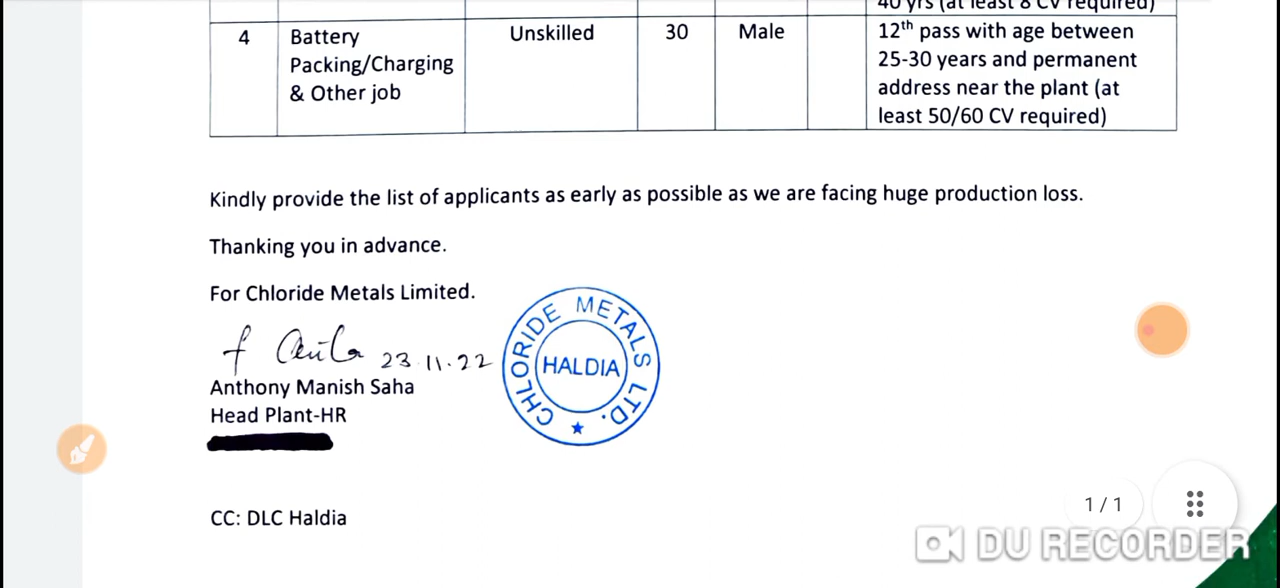 40 yrs (at least 8 CV required)
4 Battery Unskilled 30 Male 12th pass with age between
Packing/Charging 25-30 years and permanent
& Other job address near the plant (at
least 50/60 CV required)
Kindly provide the list of applicants as early as possible as we are facing huge production loss.
Thanking you in advance.
For Chloride Metals Limited.
23.11.22
CHLORIDE METALS LTD.
HALDIA
Anthony Manish Saha
Head Plant-HR
CC: DLC Haldia
1 / 1
DU RECORDER